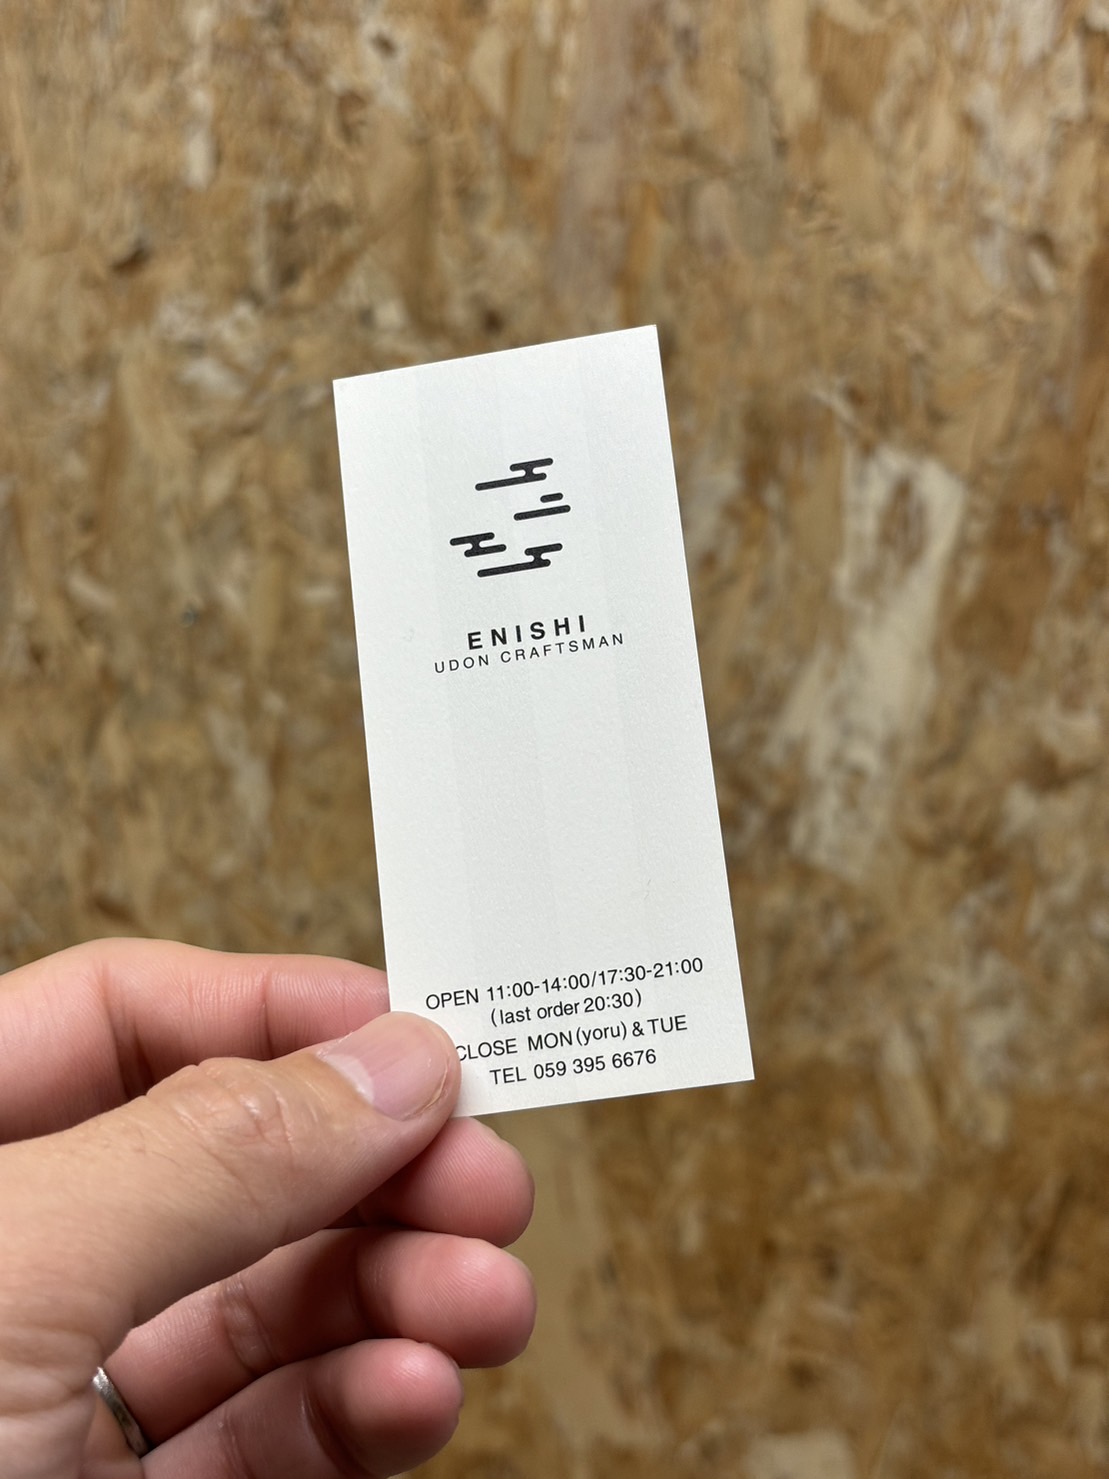 ENISHI
UDON CRAFTSMAN
OPEN 11:00-14:00/17:30-21:00
(last order 20:30)
CLOSE MON(yoru) & TUE
TEL 059 395 6676